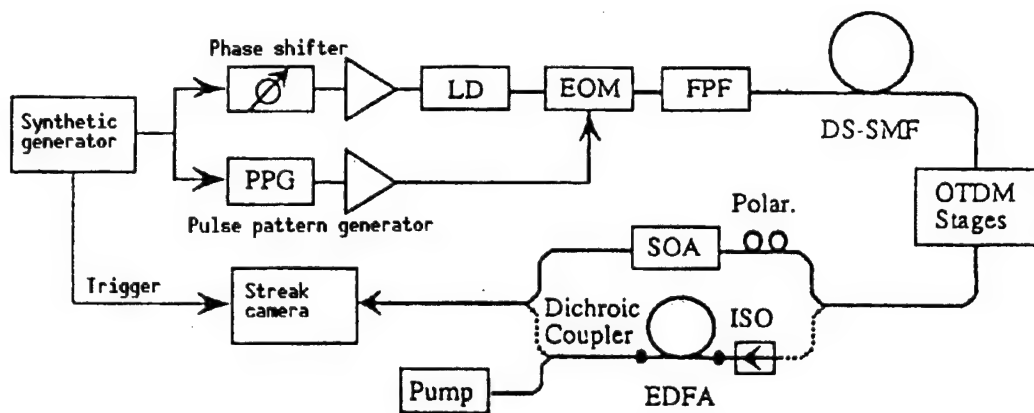 Phase shifter
Synthetic
generator
LD
EOM
FPF
DS-SMF
PPG
Pulse pattern generator
OTDM
Stages
Polar.
SOA
Trigger
Streak
camera
Dichroic
Coupler
ISO
EDFA
Pump